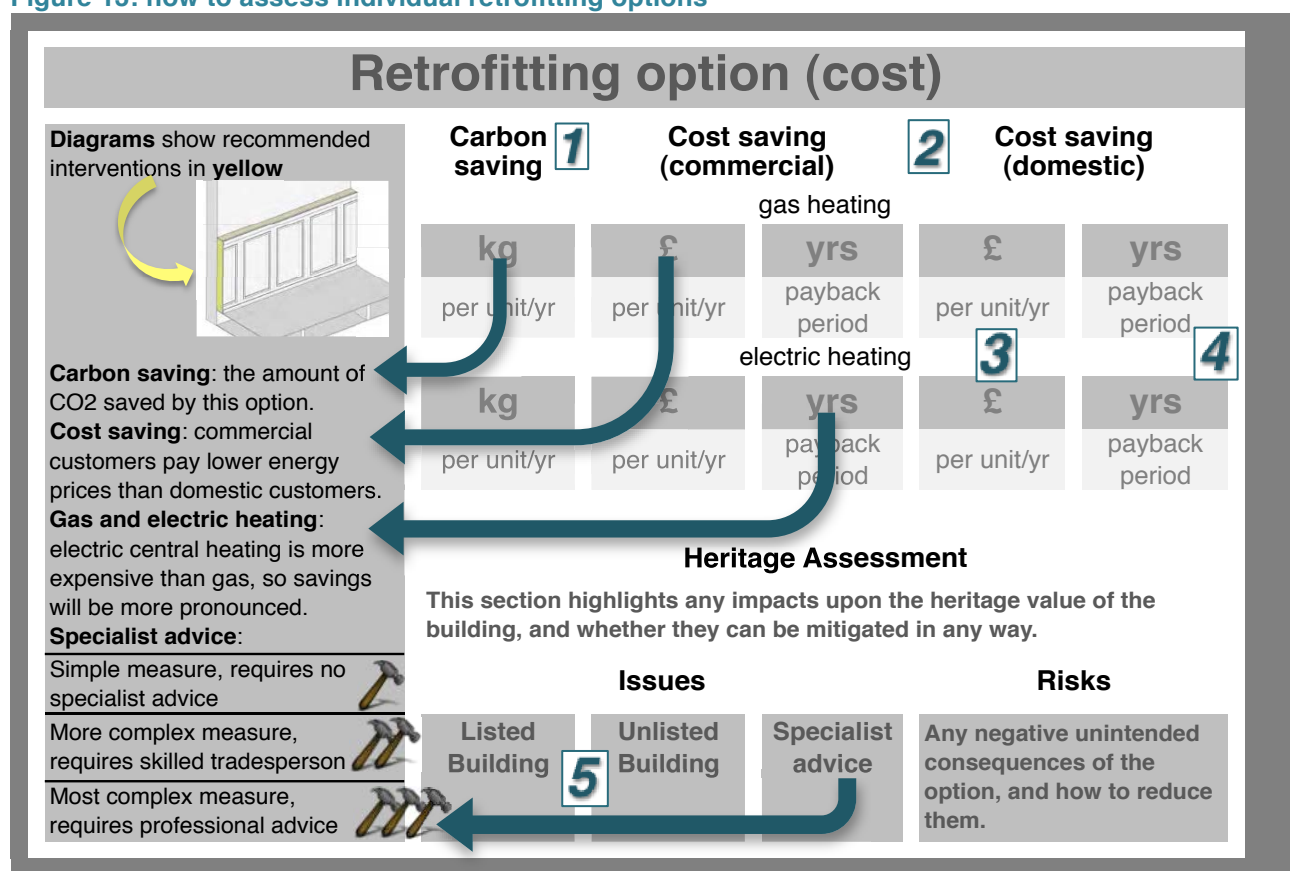 Figure 15: how to assess individual retrofitting options
Retrofitting option (cost)
Diagrams show recommended
interventions in yellow
Carbon saving: the amount of
CO2 saved by this option.
Cost saving: commercial
customers pay lower energy
prices than domestic customers.
Gas and electric heating:
electric central heating is more
expensive than gas, so savings
will be more pronounced.
Specialist advice:
Simple measure, requires no
specialist advice
More complex measure,
requires skilled tradesperson
Most complex measure,
requires professional advice
Carbon
saving
1
Cost saving
(commercial)
2
Cost saving
(domestic)
gas heating
kg
£
yrs
£
yrs
per unit/yr
per unit/yr
payback
period
per unit/yr
payback
period
electric heating
3
4
kg
£
yrs
£
yrs
per unit/yr
per unit/yr
payback
period
per unit/yr
payback
period
Heritage Assessment
This section highlights any impacts upon the heritage value of the
building, and whether they can be mitigated in any way.
Issues
Risks
Listed
Building
5
Unlisted
Building
Specialist
advice
Any negative unintended
consequences of the
option, and how to reduce
them.